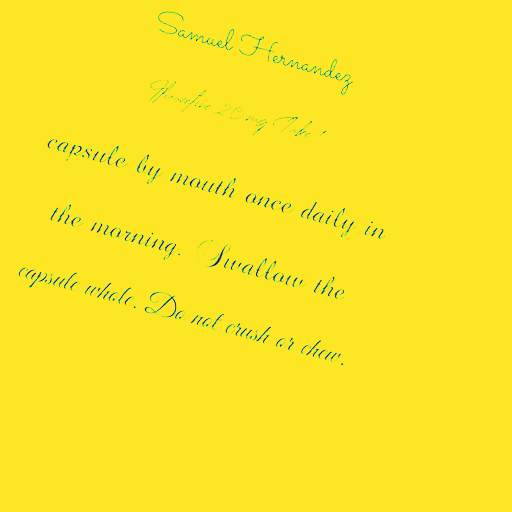 Samuel Hernandez
20 mg Take 1
capsule by mouth once daily in
the morning. Swallow the
capsule whole. Do not crush or chew.